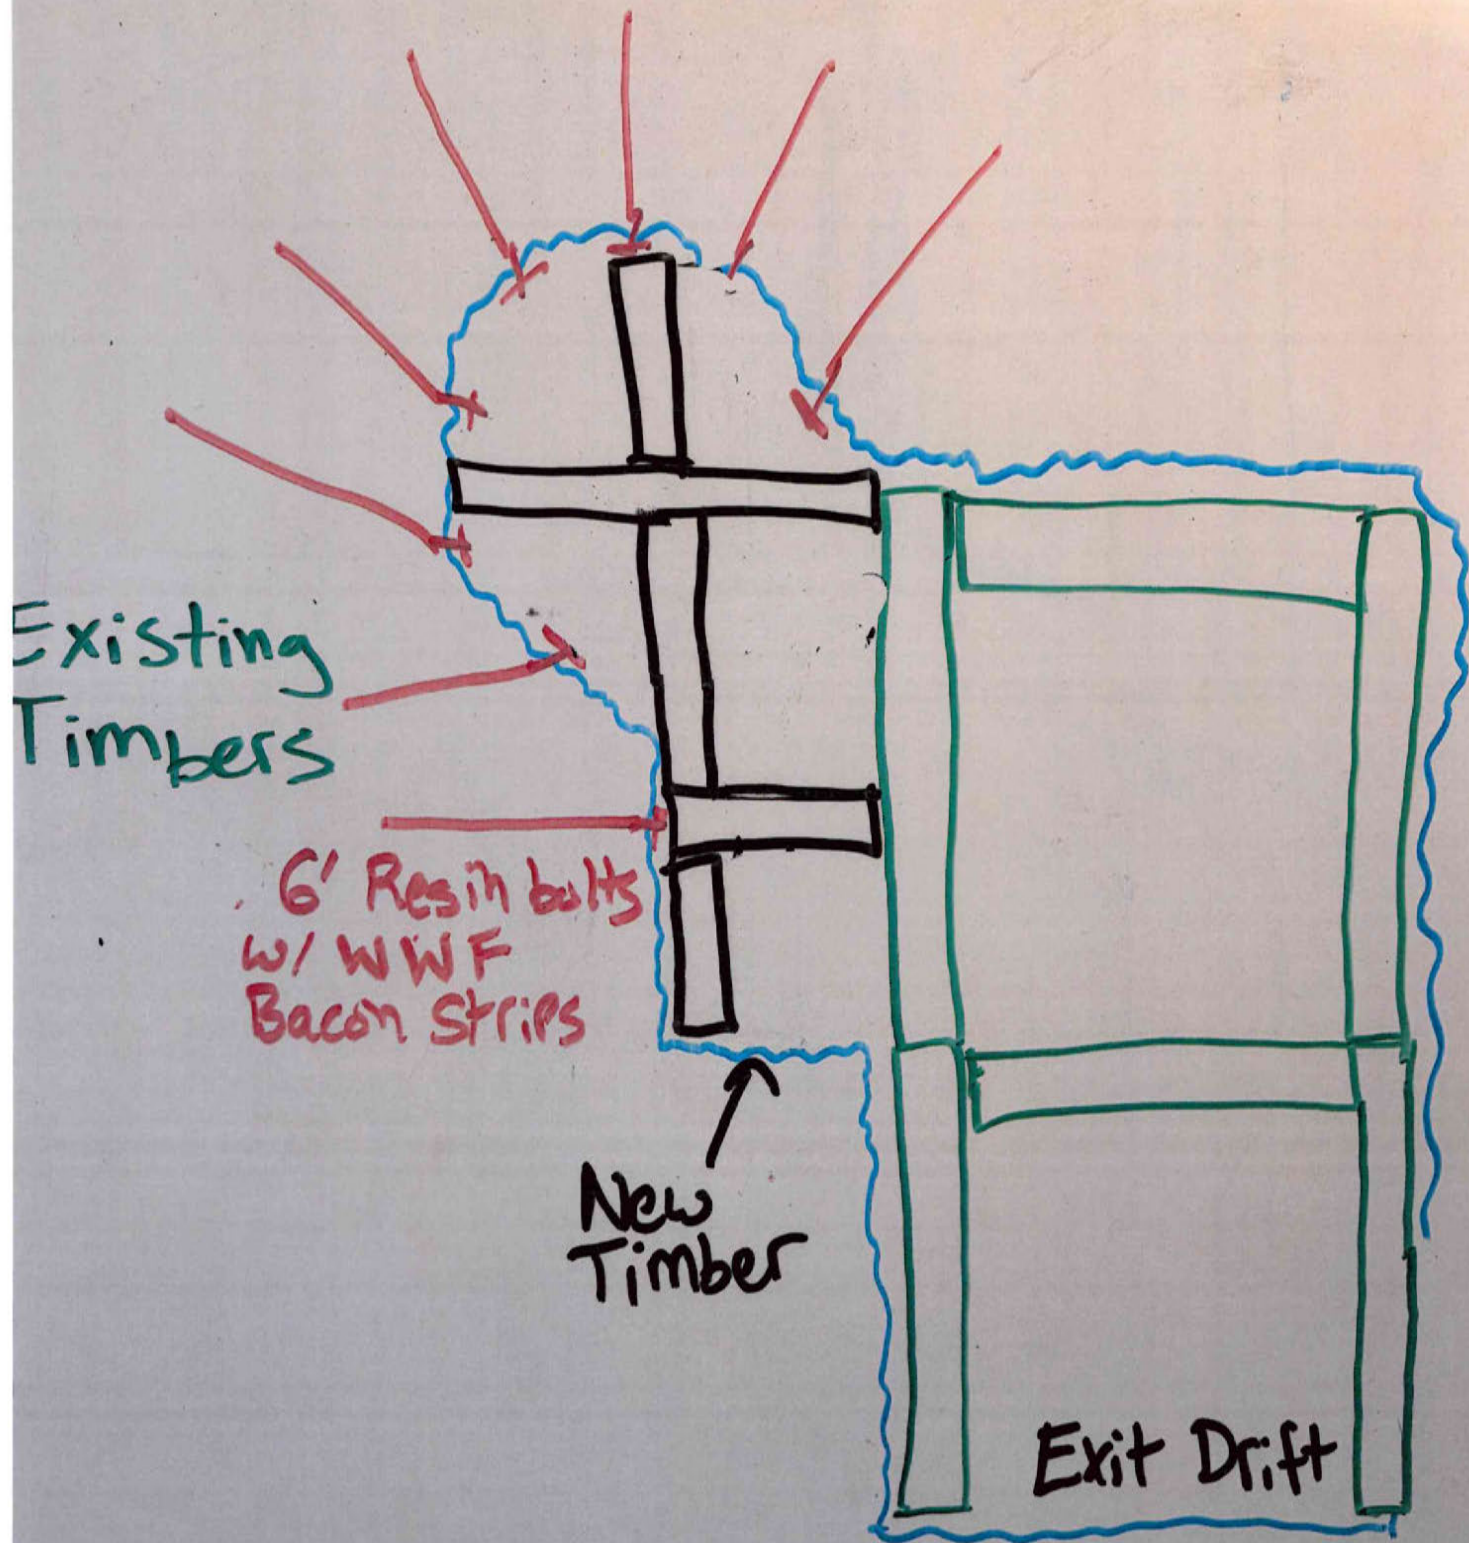 Existing
Timbers
6' Resin bolts
w/ WWF
Bacon Strips
New
Timber
Exit Drift